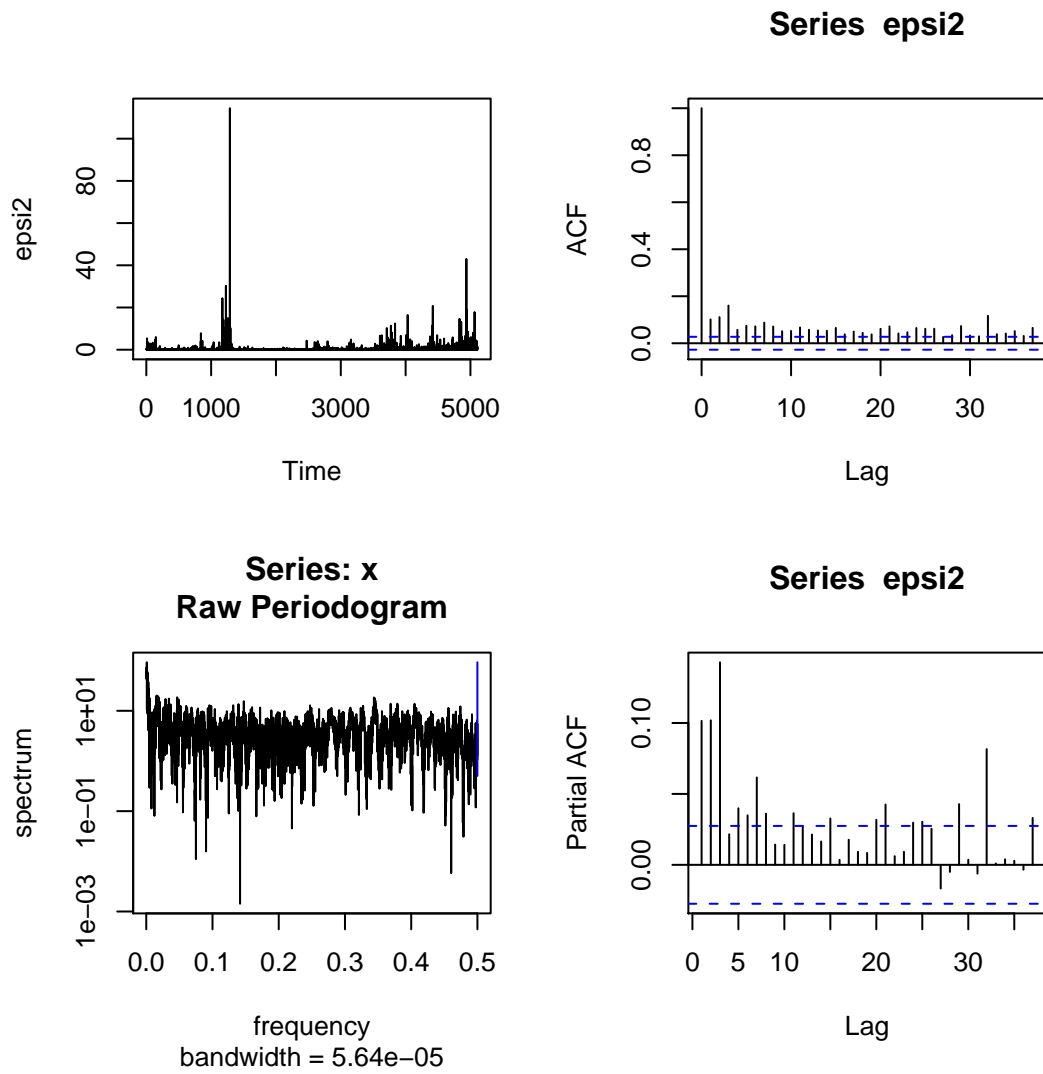 epsi2
0
40
80
0
1000
3000
5000
Time
Series epsi2
ACF
0.0
0.4
0.8
0
10
20
30
Lag
Series: x
Raw Periodogram
spectrum
1e−03
1e−01
1e+01
0.0
0.1
0.2
0.3
0.4
0.5
frequency
bandwidth = 5.64e−05
Series epsi2
Partial ACF
0.00
0.10
0
5
10
20
30
Lag